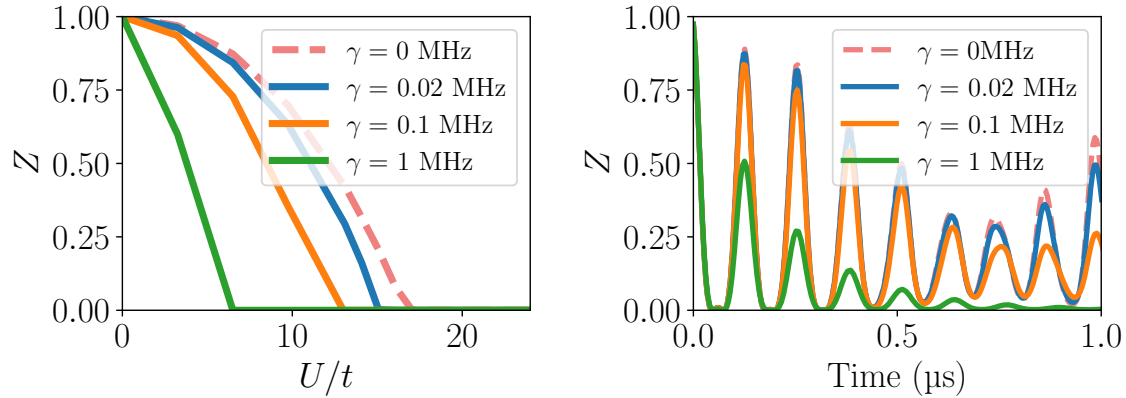 1.00
0.75
0.50
0.25
0.00
Z
0
10
20
U/t
γ = 0 MHz
γ = 0.02 MHz
γ = 0.1 MHz
γ = 1 MHz
1.00
0.75
0.50
0.25
0.00
Z
0.0
0.5
1.0
Time (µs)
γ = 0MHz
γ = 0.02 MHz
γ = 0.1 MHz
γ = 1 MHz